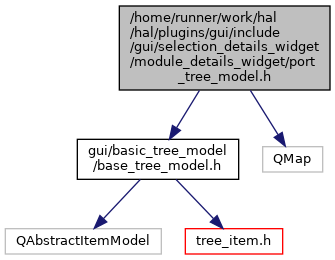 /home/runner/work/hal
/hal/plugins/gui/include
/gui/selection_details_widget
/module_details_widget/port
_tree_model.h
gui/basic_tree_model
/base_tree_model.h
QMap
QAbstractItemModel
tree_item.h